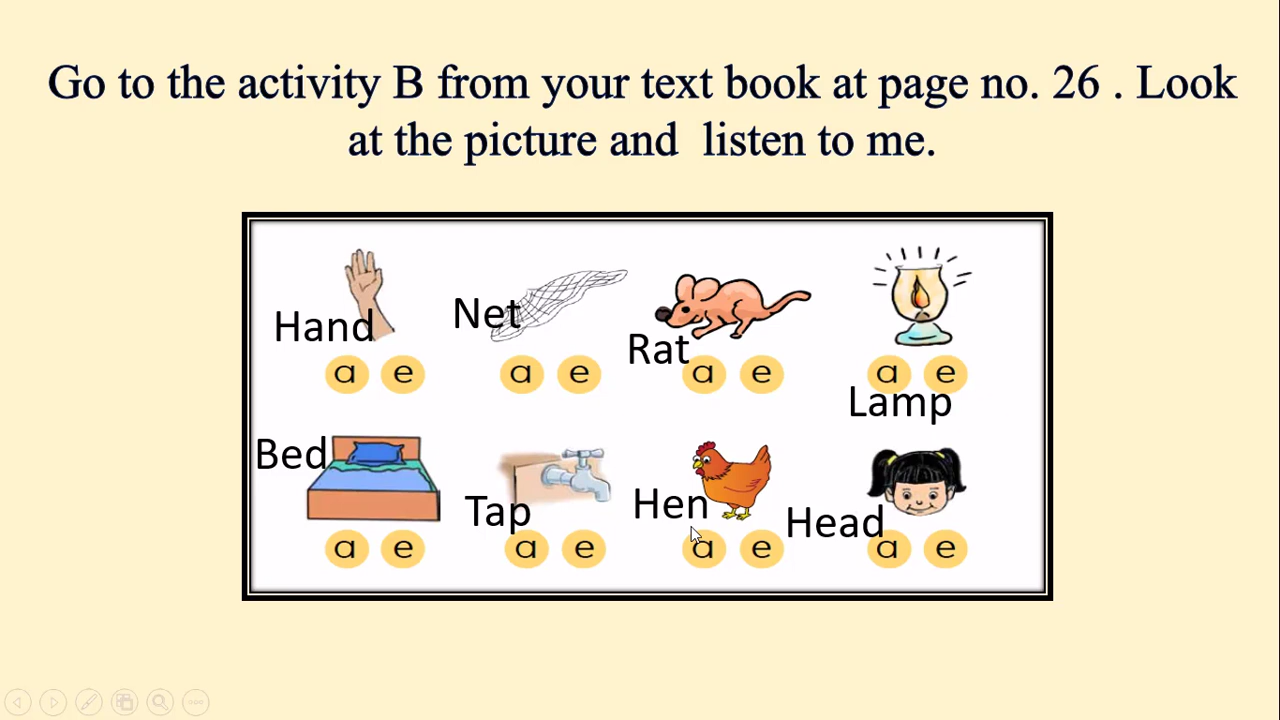 Go to the activity B from your text book at page no. 26 . Look
at the picture and listen to me.
Hand
a e
Net
a e
Rat
a e
Lamp
a e
Bed
a e
Tap
a e
Hen
a e
Head
a e